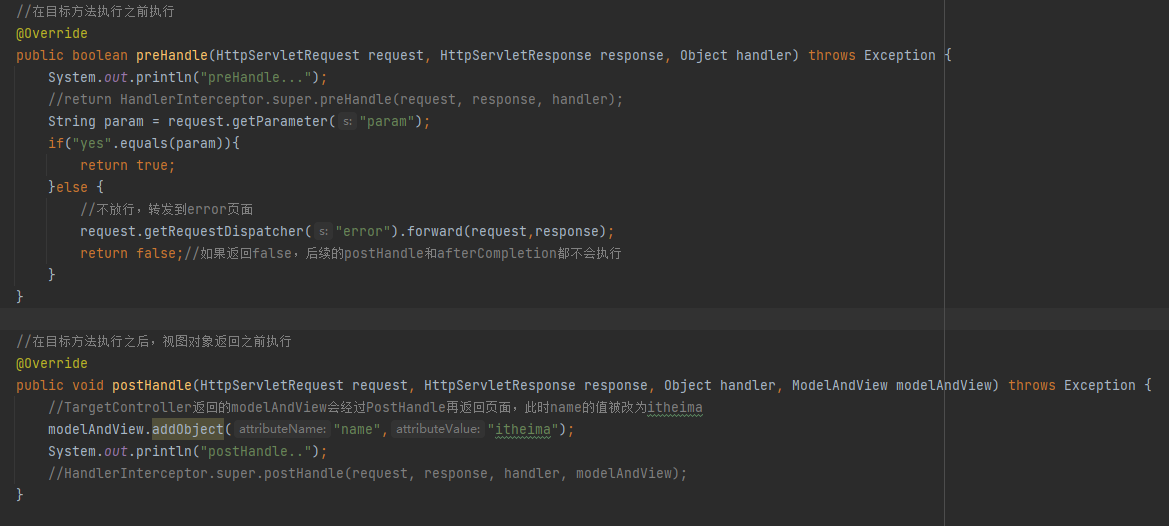 //在目标方法执行之前执行
@Override
public boolean preHandle(HttpServletRequest request, HttpServletResponse response, Object handler) throws Exception {
    System.out.println("preHandle...");
    //return HandlerInterceptor.super.preHandle(request, response, handler);
    String param = request.getParameter( s: "param");
    if("yes".equals(param)){
        return true;
    }else {
        //不放行，转发到error页面
        request.getRequestDispatcher( s: "error").forward(request,response);
        return false;//如果返回false，后续的postHandle和afterCompletion都不会执行
    }
}
//在目标方法执行之后，视图对象返回之前执行
@Override
public void postHandle(HttpServletRequest request, HttpServletResponse response, Object handler, ModelAndView modelAndView) throws Exception {
    //TargetController返回的modelAndView会经过PostHandle再返回页面，此时name的值被改为itheima
    modelAndView.addObject( attributeName: "name", attributeValue: "itheima");
    System.out.println("postHandle..");
    //HandlerInterceptor.super.postHandle(request, response, handler, modelAndView);
}